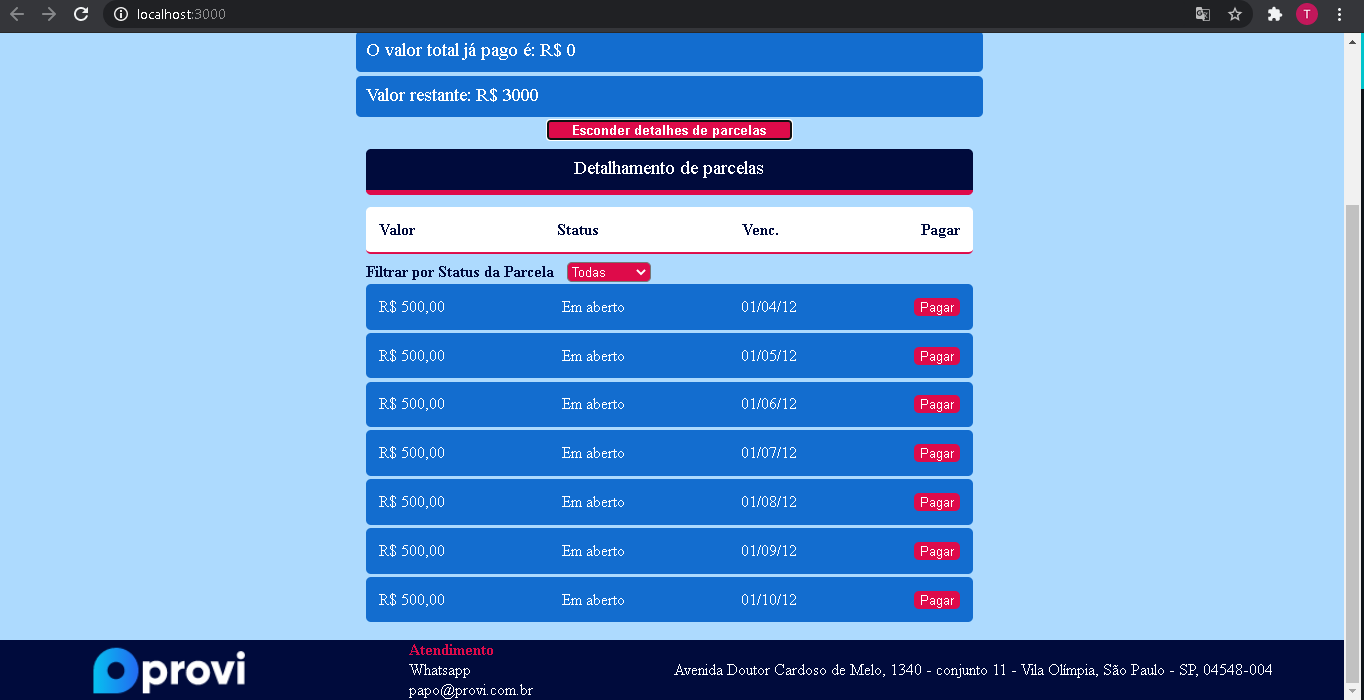 localhost:3000
T
O valor total já pago é: R$ 0
Valor restante: R$ 3000
Esconder detalhes de parcelas
Detalhamento de parcelas
Valor Status Venc. Pagar
Filtrar por Status da Parcela Todas
R$ 500,00 Em aberto 01/04/12 Pagar
R$ 500,00 Em aberto 01/05/12 Pagar
R$ 500,00 Em aberto 01/06/12 Pagar
R$ 500,00 Em aberto 01/07/12 Pagar
R$ 500,00 Em aberto 01/08/12 Pagar
R$ 500,00 Em aberto 01/09/12 Pagar
R$ 500,00 Em aberto 01/10/12 Pagar
provi
Atendimento
Whatsapp
papo@provi.com.br
Avenida Doutor Cardoso de Melo, 1340 - conjunto 11 - Vila Olímpia, São Paulo - SP, 04548-004